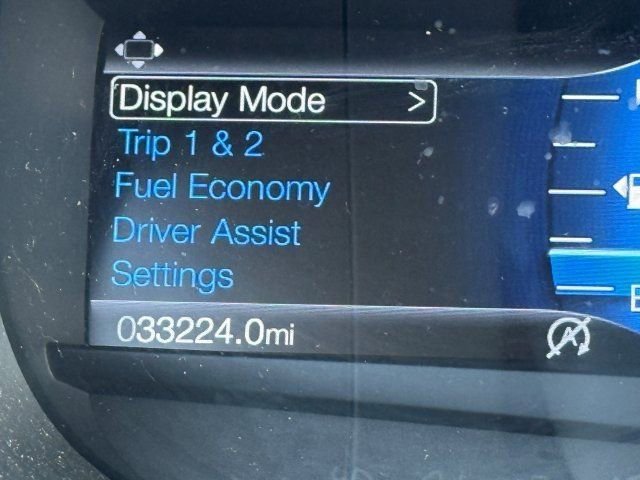 Display Mode >
Trip 1 & 2
Fuel Economy
Driver Assist
Settings
033224.0mi